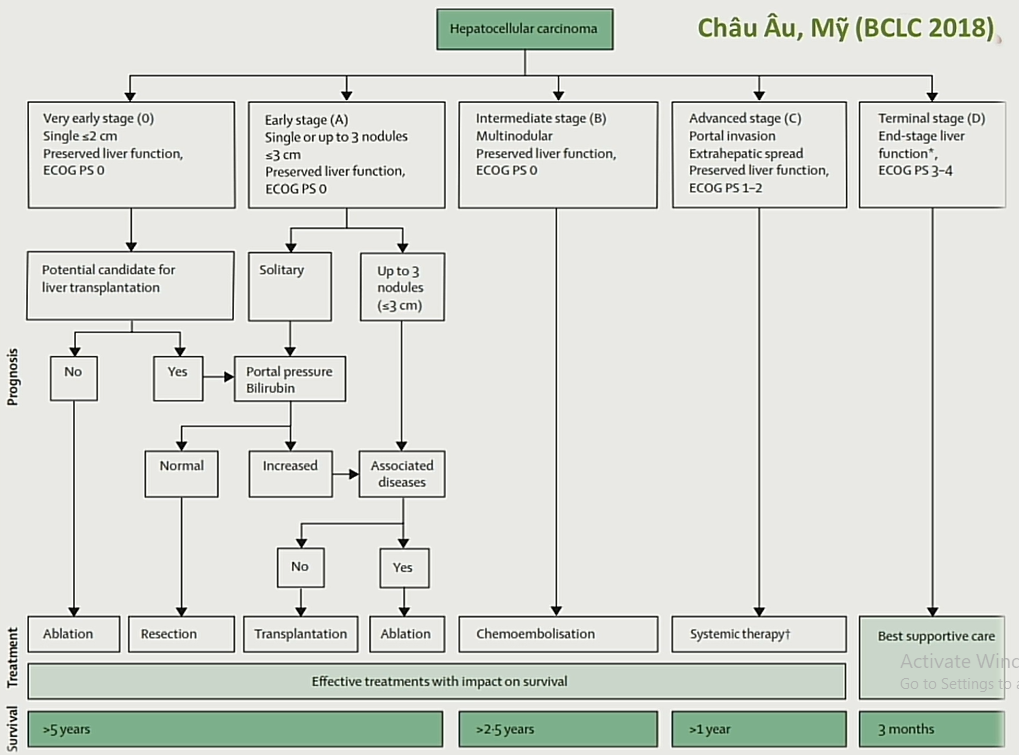 Hepatocellular carcinoma
Châu Âu, Mỹ (BCLC 2018)
Very early stage (0)
Single ≤2 cm
Preserved liver function,
ECOG PS 0
Early stage (A)
Single or up to 3 nodules
≤3 cm
Preserved liver function,
ECOG PS 0
Intermediate stage (B)
Multinodular
Preserved liver function,
ECOG PS 0
Advanced stage (C)
Portal invasion
Extrahepatic spread
Preserved liver function,
ECOG PS 1–2
Terminal stage (D)
End-stage liver
function*,
ECOG PS 3–4
Potential candidate for
liver transplantation
Solitary
Up to 3
nodules
(≤3 cm)
Prognosis
No
Yes
Portal pressure
Bilirubin
Normal
Increased
Associated
diseases
No
Yes
Treatment
Ablation
Resection
Transplantation
Ablation
Chemoembolisation
Systemic therapy†
Best supportive care
Effective treatments with impact on survival
Activate Winc
Go to Settings to a
Survival
>5 years
>2·5 years
>1 year
3 months